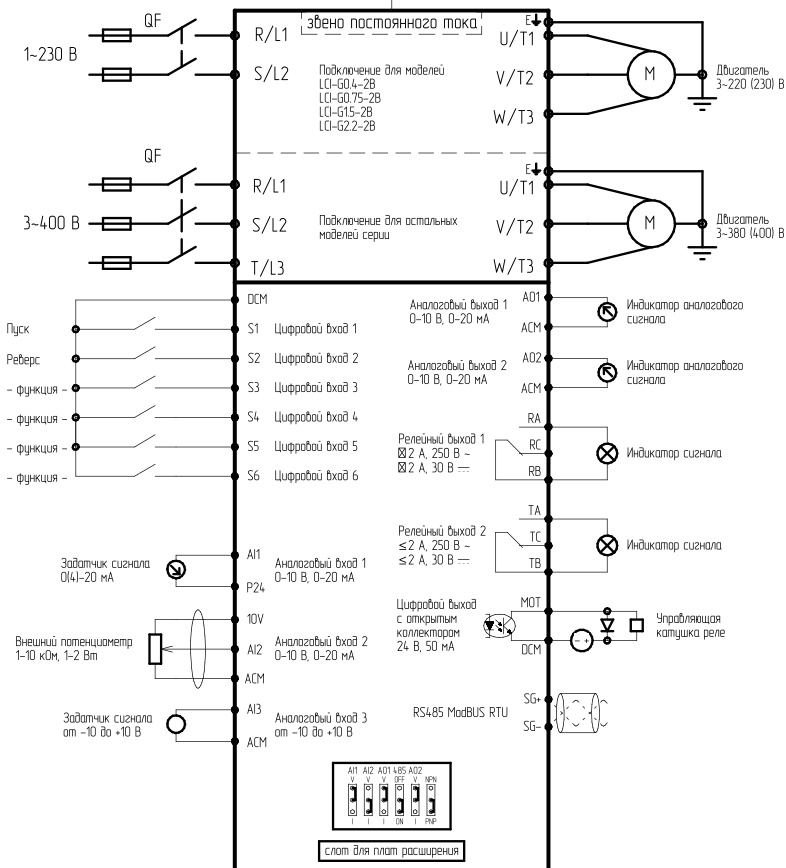 звено постоянного тока
QF
R/L1
S/L2
1~230 В
Подключение для моделей
LCI-G0.4-2B
LCI-G0.75-2B
LCI-G1.5-2B
LCI-G2.2-2B
E
U/T1
V/T2
W/T3
M
Двигатель
3~220 (230) В
QF
R/L1
S/L2
T/L3
3~400 В
Подключение для остальных
моделей серии
E
U/T1
V/T2
W/T3
M
Двигатель
3~380 (400) В
DCM
Пуск
S1 Цифровой вход 1
Реверс
S2 Цифровой вход 2
- функция -
S3 Цифровой вход 3
- функция -
S4 Цифровой вход 4
- функция -
S5 Цифровой вход 5
- функция -
S6 Цифровой вход 6
Задатчик сигнала
0(4)-20 мА
AI1
P24
Аналоговый вход 1
0-10 В, 0-20 мА
Внешний потенциометр
1-10 кОм, 1-2 Вт
10V
AI2
ACM
Аналоговый вход 2
0-10 В, 0-20 мА
Задатчик сигнала
от -10 до +10 В
AI3
ACM
Аналоговый вход 3
от -10 до +10 В
Аналоговый выход 1
0-10 В, 0-20 мА
AO1
ACM
Индикатор аналогового
сигнала
Аналоговый выход 2
0-10 В, 0-20 мА
AO2
ACM
Индикатор аналогового
сигнала
Релейный выход 1
2 А, 250 В ~
2 А, 30 В
RA
RC
RB
Индикатор сигнала
Релейный выход 2
≤2 А, 250 В ~
≤2 А, 30 В
TA
TC
TB
Индикатор сигнала
Цифровой выход
с открытым
коллектором
24 В, 50 мА
MOT
DCM
- +
Управляющая
катушка реле
RS485 ModBUS RTU
SG+
SG-
AI1 AI2 AO1 485 AO2
V V V OFF V NPN
I I I ON I PNP
слот для плат расширения